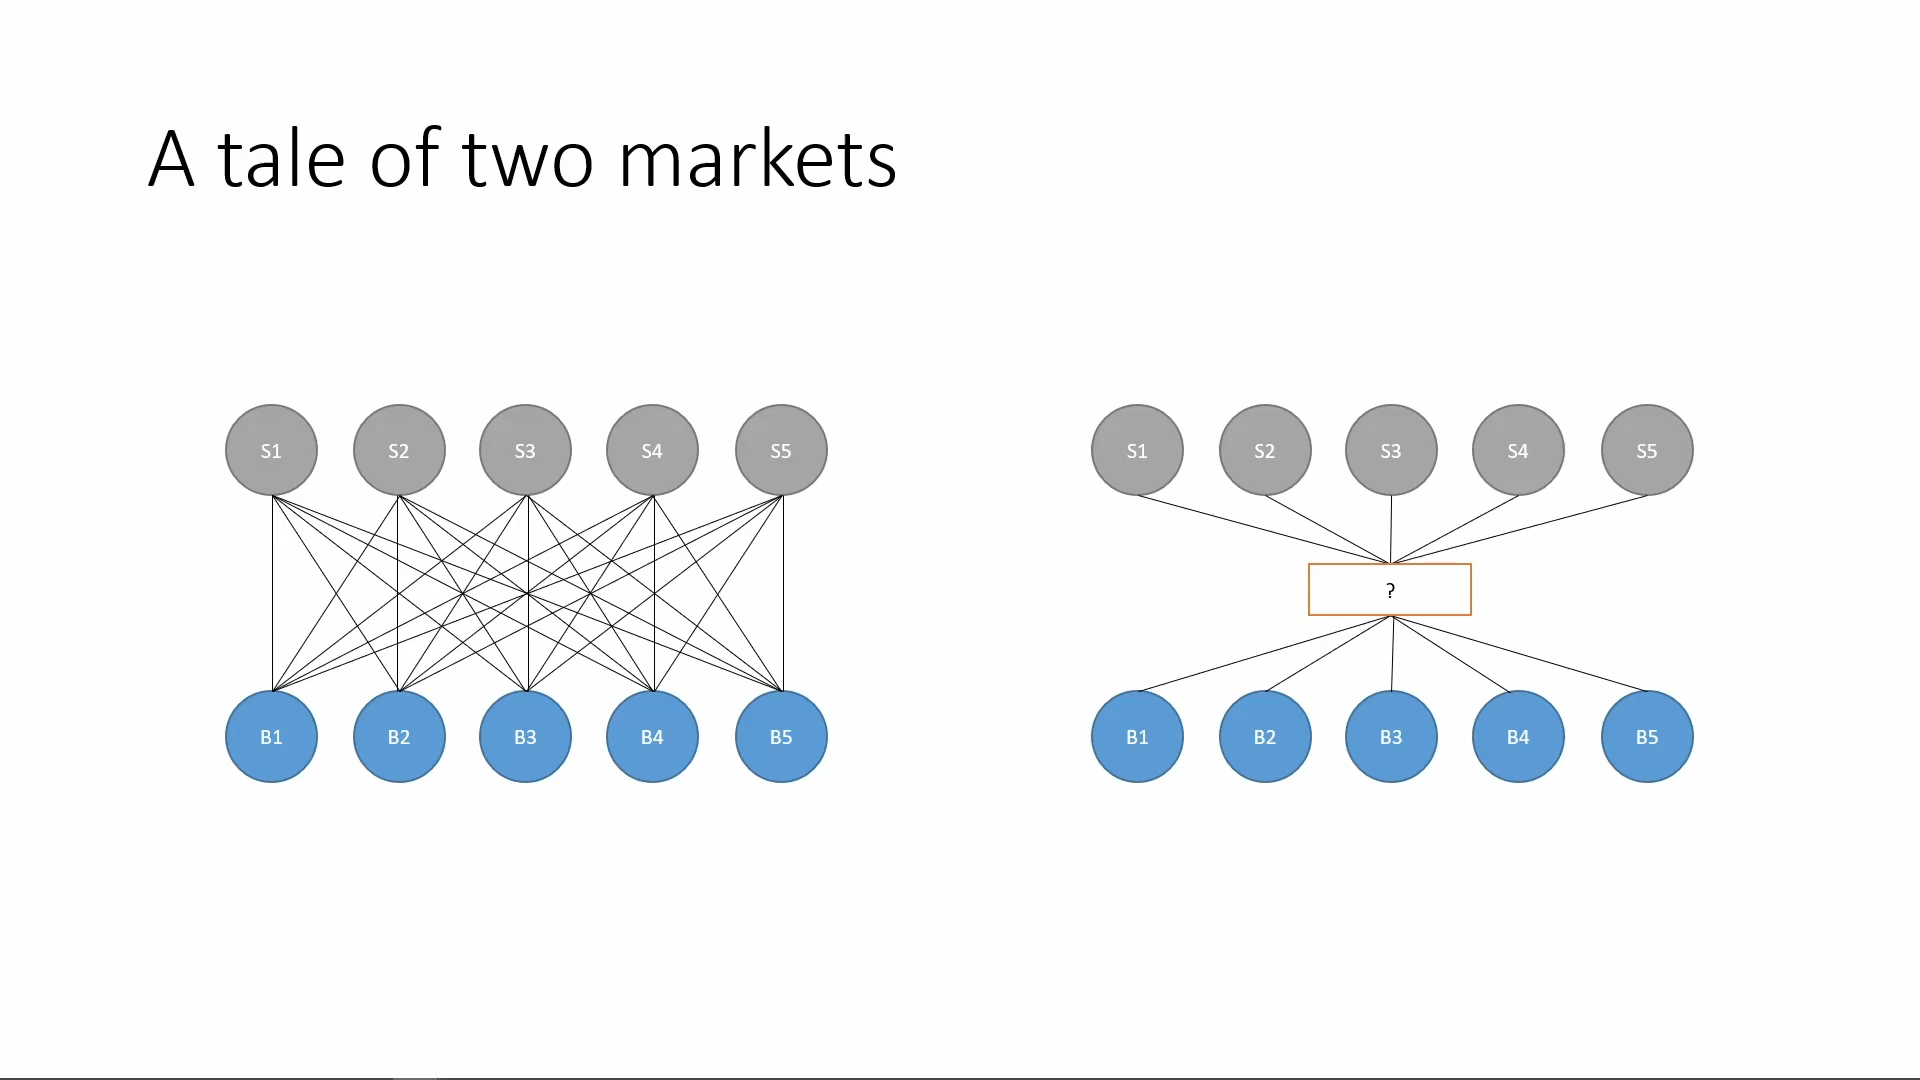 A tale of two markets
S1 S2 S3 S4 S5
B1 B2 B3 B4 B5
S1 S2 S3 S4 S5
?
B1 B2 B3 B4 B5